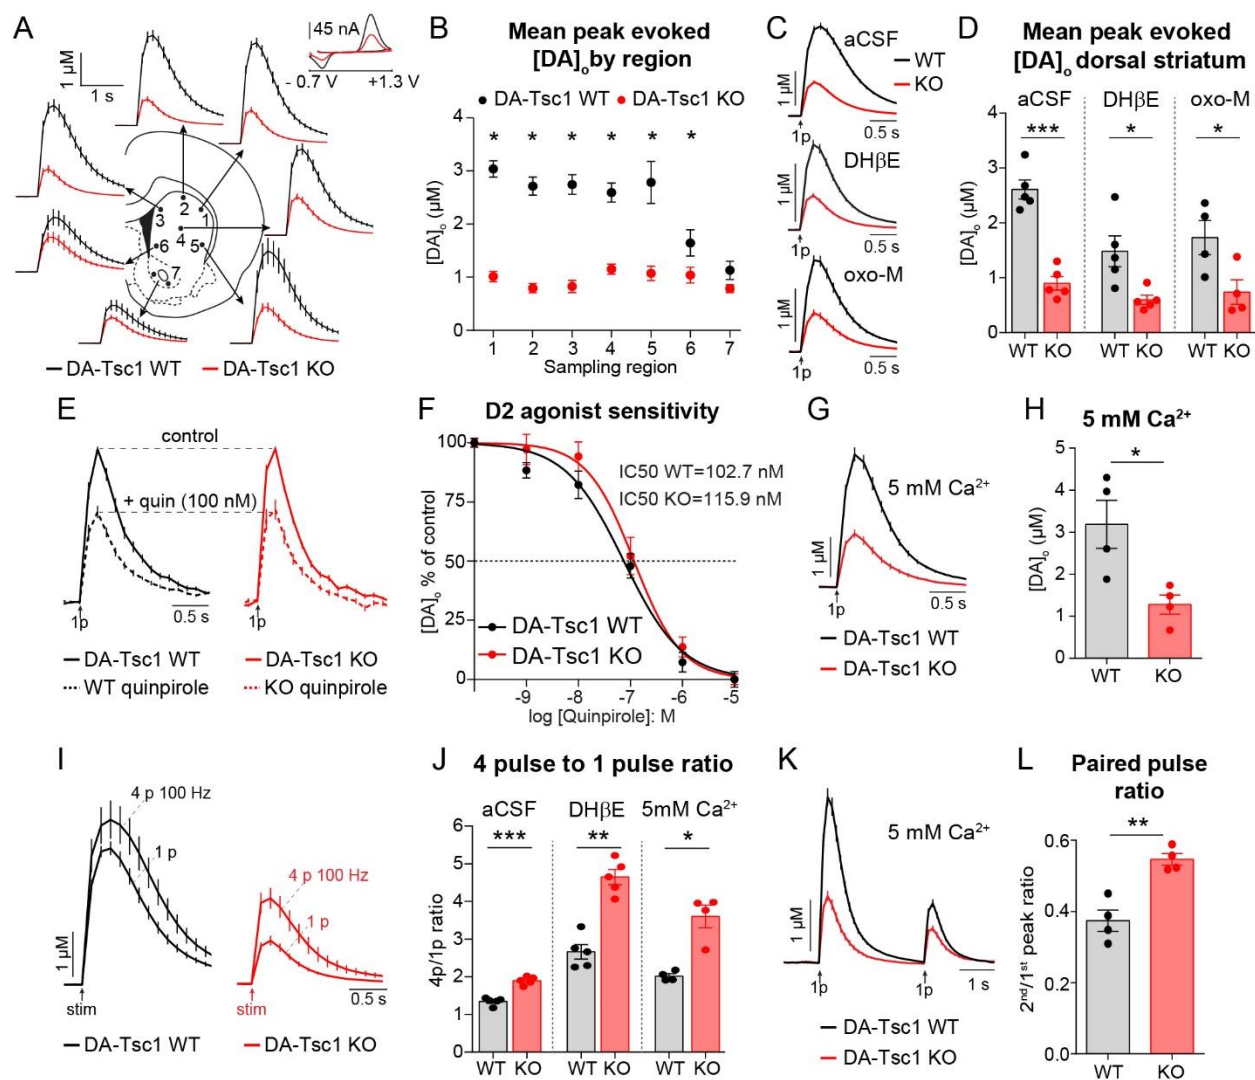 A
1 µM
1 s
45 nA
- 0.7 V
+1.3 V
1
2
3
4
5
6
7
DA-Tsc1 WT
DA-Tsc1 KO
B
Mean peak evoked
[DA]ₒ by region
DA-Tsc1 WT
DA-Tsc1 KO
* * * * * *
[DA]ₒ (µM)
4
3
2
1
0
1 2 3 4 5 6 7
Sampling region
C
aCSF
WT
KO
1 µM
1p
0.5 s
DHβE
1 µM
1p
0.5 s
oxo-M
1 µM
1p
0.5 s
D
Mean peak evoked
[DA]ₒ dorsal striatum
aCSF DHβE oxo-M
*** * *
4
3
2
1
0
WT KO WT KO WT KO
E
control
+ quin (100 nM)
1p
0.5 s
1p
DA-Tsc1 WT
WT quinpirole
DA-Tsc1 KO
KO quinpirole
F
D2 agonist sensitivity
IC50 WT=102.7 nM
IC50 KO=115.9 nM
[DA]ₒ % of control
100
75
50
25
0
DA-Tsc1 WT
DA-Tsc1 KO
-9 -8 -7 -6 -5
log [Quinpirole]: M
G
5 mM Ca²⁺
1 µM
1p
0.5 s
DA-Tsc1 WT
DA-Tsc1 KO
H
5 mM Ca²⁺
*
[DA]ₒ (µM)
5
4
3
2
1
0
WT KO
I
4 p 100 Hz
1 p
1 µM
stim
4p 100 Hz
1 p
stim
0.5 s
DA-Tsc1 WT
DA-Tsc1 KO
J
4 pulse to 1 pulse ratio
aCSF DHβE 5mM Ca²⁺
*** ** *
4p/1p ratio
6
5
4
3
2
1
0
WT KO WT KO WT KO
K
5 mM Ca²⁺
1 µM
1p
1p
1 s
DA-Tsc1 WT
DA-Tsc1 KO
L
Paired pulse
ratio
**
2ⁿᵈ/1ˢᵗ peak ratio
0.6
0.4
0.2
0.0
WT KO